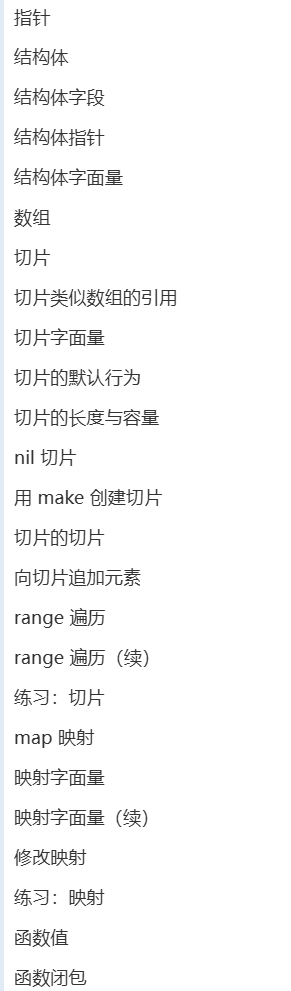 指针
结构体
结构体字段
结构体指针
结构体字面量
数组
切片
切片类似数组的引用
切片字面量
切片的默认行为
切片的长度与容量
nil 切片
用 make 创建切片
切片的切片
向切片追加元素
range 遍历
range 遍历（续）
练习：切片
map 映射
映射字面量
映射字面量（续）
修改映射
练习：映射
函数值
函数闭包